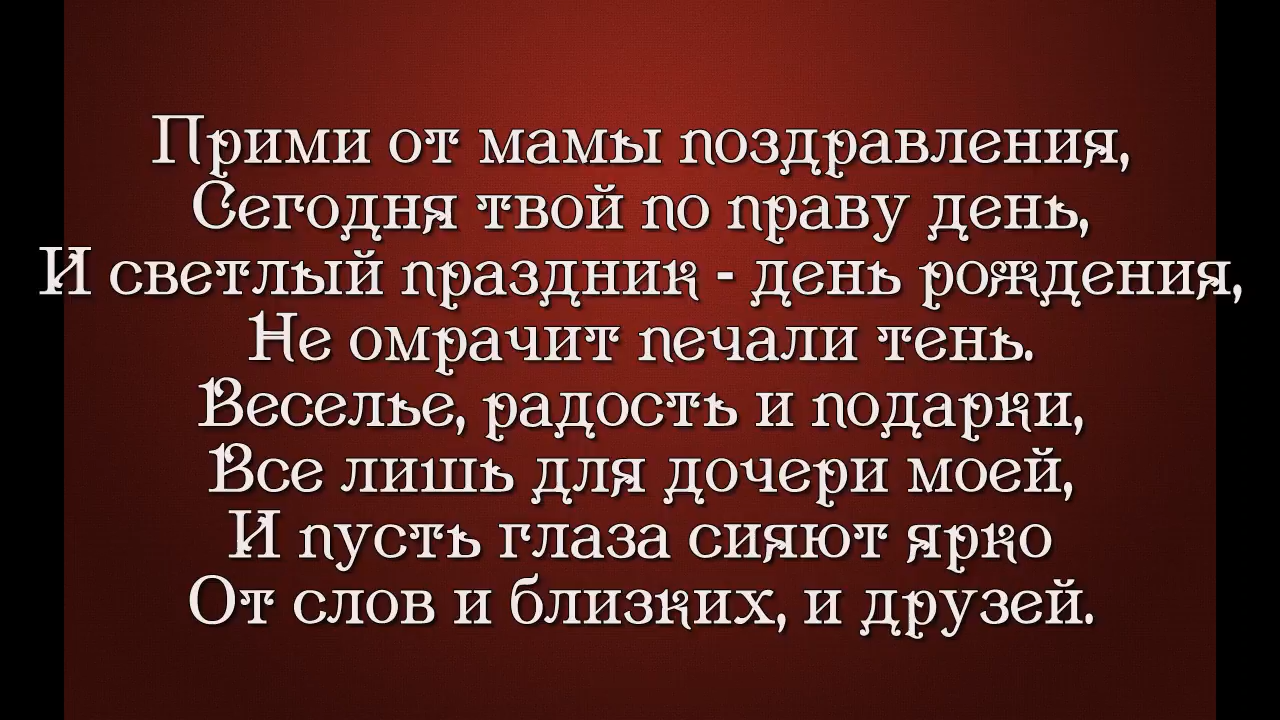 Прими от мамы поздравления,
Сегодня твой по праву день,
И светлый праздник - день рождения,
Не омрачит печали тень.
Веселье, радость и подарки,
Все лишь для дочери моей,
И пусть глаза сияют ярко
От слов и близких, и друзей.